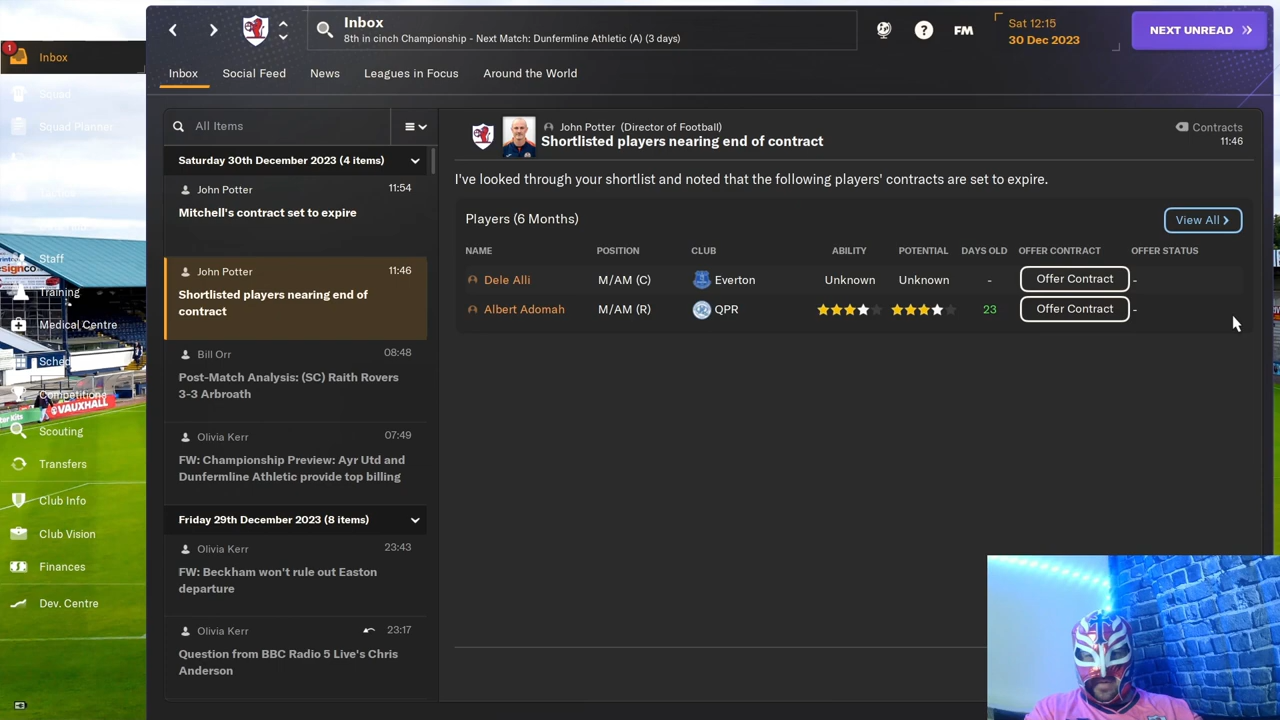 Inbox
8th in cinch Championship - Next Match: Dunfermline Athletic (A) (3 days)
?
FM
Sat 12:15
30 Dec 2023
NEXT UNREAD
1
Inbox
Squad
Squad Planner
Staff
Training
Medical Centre
Sched
Competitions
Scouting
Transfers
Club Info
Club Vision
Finances
Dev. Centre
VAUXHALL
Inbox
Social Feed
News
Leagues in Focus
Around the World
All Items
Saturday 30th December 2023 (4 items)
John Potter 11:54
Mitchell's contract set to expire
John Potter 11:46
Shortlisted players nearing end of
contract
Bill Orr 08:48
Post-Match Analysis: (SC) Raith Rovers
3-3 Arbroath
Olivia Kerr 07:49
FW: Championship Preview: Ayr Utd and
Dunfermline Athletic provide top billing
Friday 29th December 2023 (8 items)
Olivia Kerr 23:43
FW: Beckham won't rule out Easton
departure
Olivia Kerr 23:17
Question from BBC Radio 5 Live's Chris
Anderson
John Potter (Director of Football)
Shortlisted players nearing end of contract
Contracts
11:46
I've looked through your shortlist and noted that the following players' contracts are set to expire.
Players (6 Months)
View All >
NAME POSITION CLUB ABILITY POTENTIAL DAYS OLD OFFER CONTRACT OFFER STATUS
Dele Alli M/AM (C) Everton Unknown Unknown - Offer Contract -
Albert Adomah M/AM (R) QPR 23 Offer Contract -